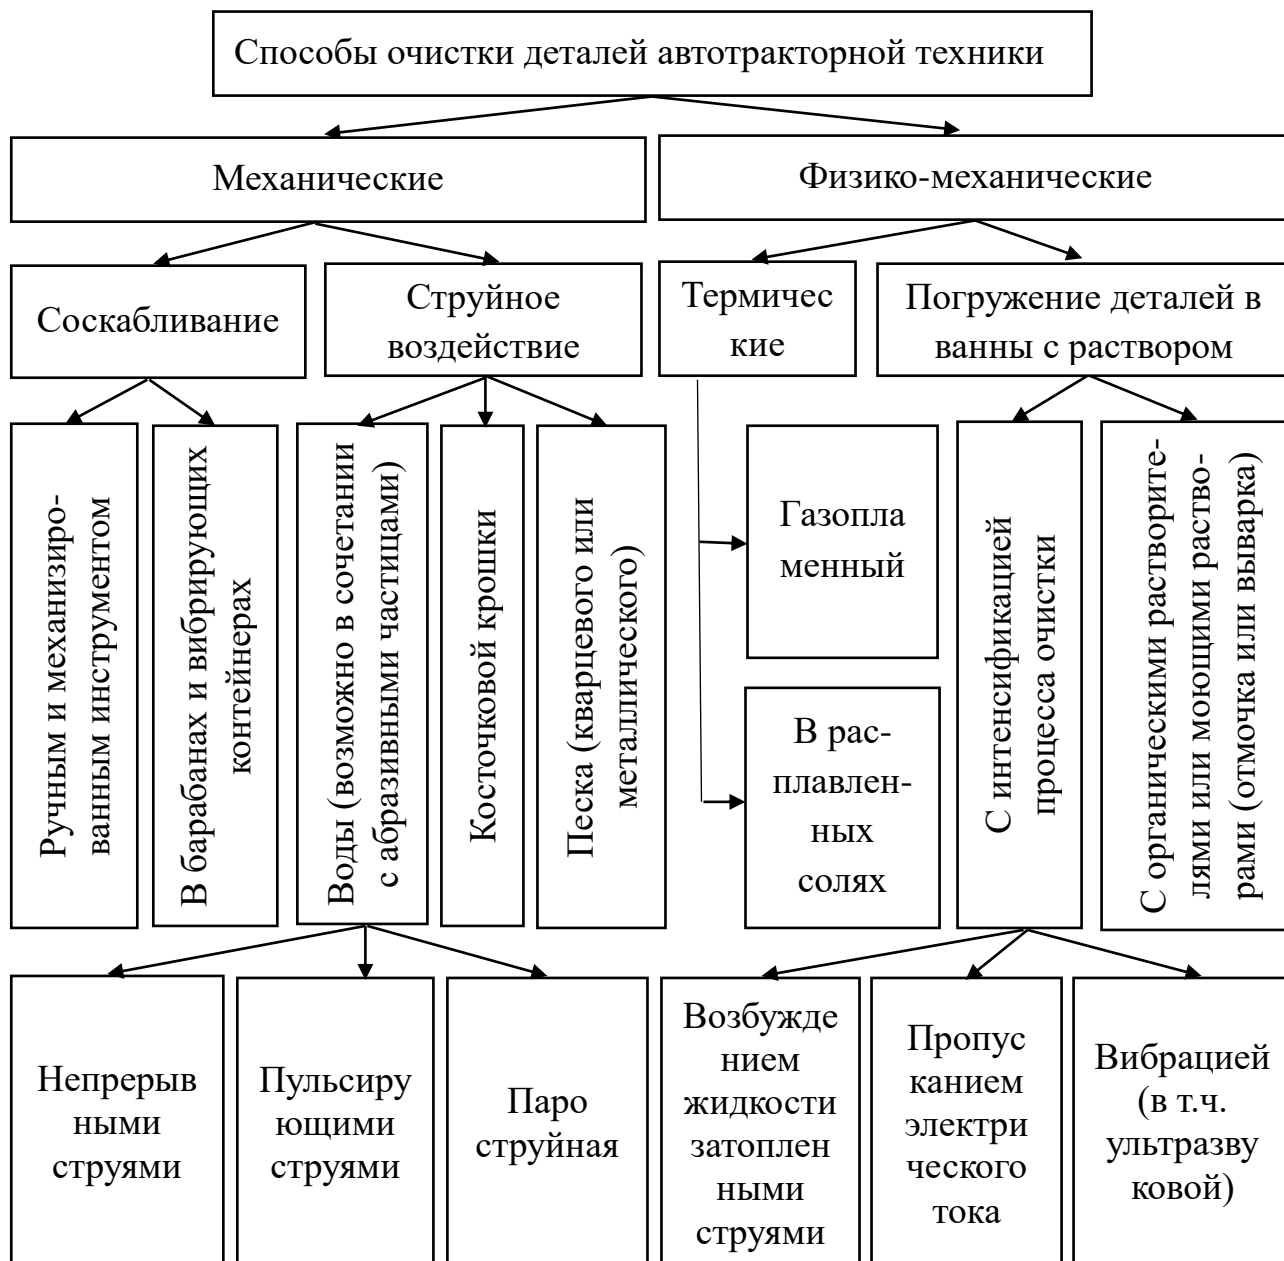 Способы очистки деталей автотракторной техники
Механические
Физико-механические
Соскабливание
Струйное
воздействие
Термичес
кие
Погружение деталей в
ванны с раствором
Ручным и механизиро-
ванным инструментом
В барабанах и вибрирующих
контейнерах
Воды (возможно в сочетании
с абразивными частицами)
Косточковой крошки
Песка (кварцевого или
металлического)
Газопла
менный
В рас-
плавлен-
ных
солях
С интенсификацией
процесса очистки
С органическими растворите-
лями или моющими раство-
рами (отмочка или выварка)
Непрерыв
ными
струями
Пульсиру
ющими
струями
Паро
струйная
Возбужде
нием
жидкости
затоплен
ными
струями
Пропус
канием
электри
ческого
тока
Вибрацией
(в т.ч.
ультразву
ковой)